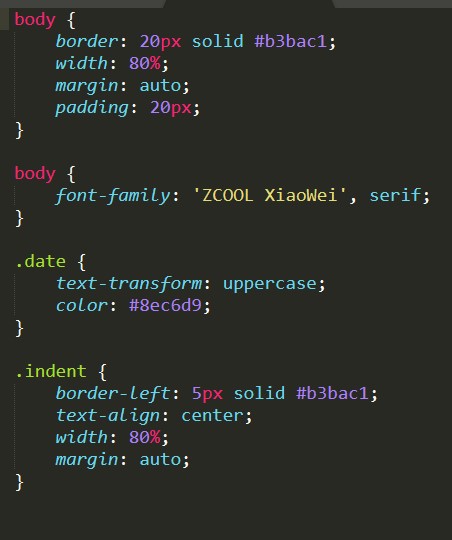 body {
    border: 20px solid #b3bac1;
    width: 80%;
    margin: auto;
    padding: 20px;
}

body {
    font-family: 'ZCOOL XiaoWei', serif;
}

.date {
    text-transform: uppercase;
    color: #8ec6d9;
}

.indent {
    border-left: 5px solid #b3bac1;
    text-align: center;
    width: 80%;
    margin: auto;
}